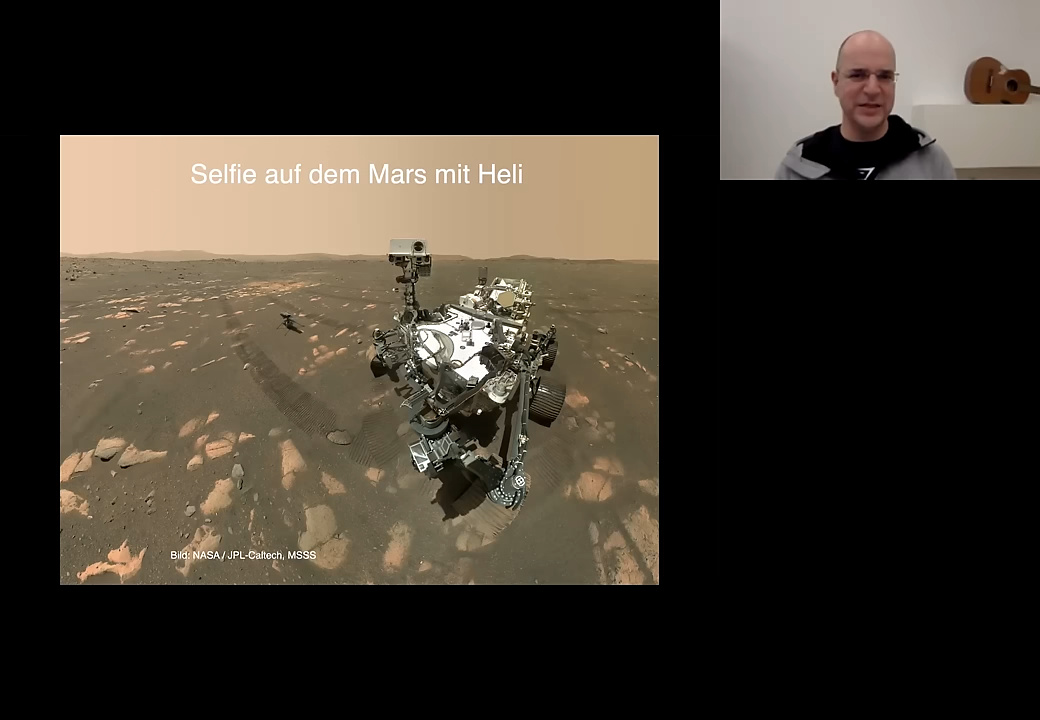 Selfie auf dem Mars mit Heli
Bild: NASA / JPL-Caltech, MSSS